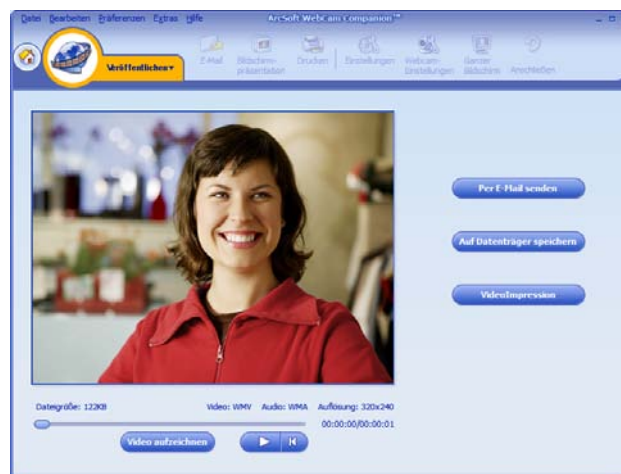 Datei Bearbeiten Präferenzen Extras Hilfe
ArcSoft WebCam Companion™
Veröffentlichen
E-Mail
Bildschirm-
präsentation
Drucken
Einstellungen
Webcam-
Einstellungen
Ganzer
Bildschirm
Anschließen
Per E-Mail senden
Auf Datenträger speichern
VideoImpression
Dateigröße: 122KB Video: WMV Audio: WMA Auflösung: 320x240
00:00:00/00:00:01
Video aufzeichnen